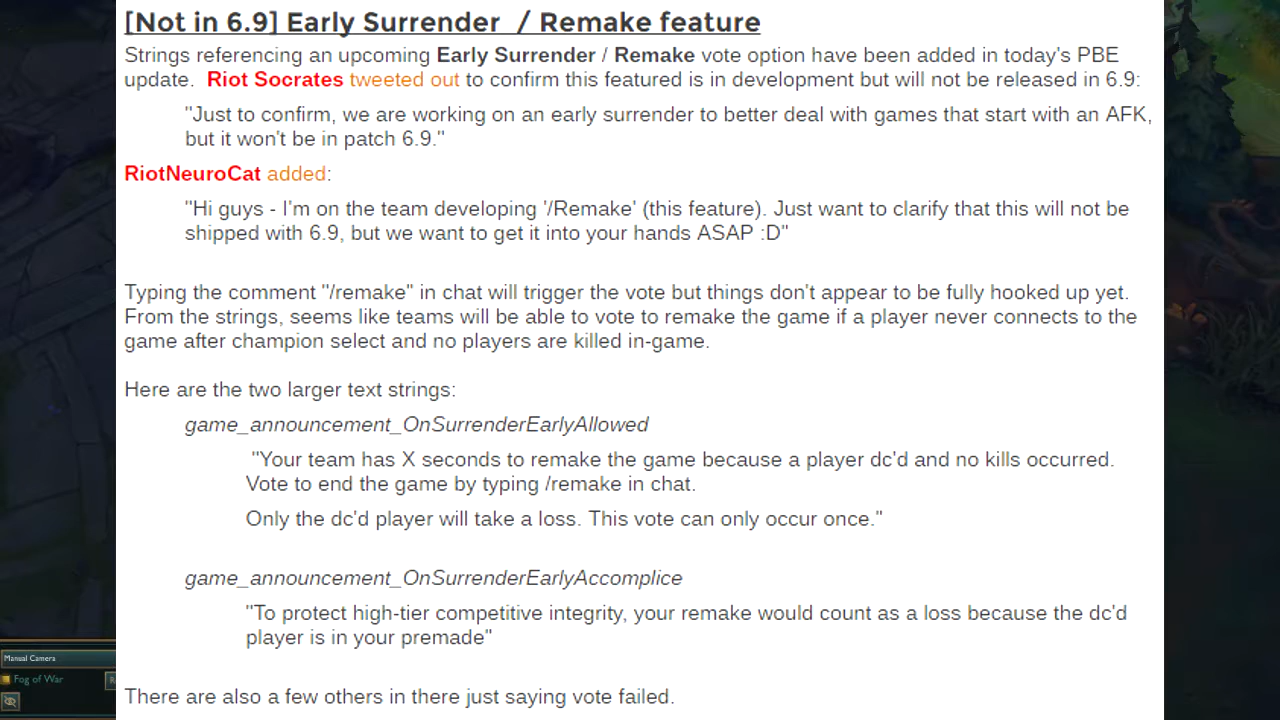 [Not in 6.9] Early Surrender / Remake feature
Strings referencing an upcoming Early Surrender / Remake vote option have been added in today's PBE
update. Riot Socrates tweeted out to confirm this featured is in development but will not be released in 6.9:
"Just to confirm, we are working on an early surrender to better deal with games that start with an AFK,
but it won't be in patch 6.9."
RiotNeuroCat added:
"Hi guys - I'm on the team developing '/Remake' (this feature). Just want to clarify that this will not be
shipped with 6.9, but we want to get it into your hands ASAP :D"
Typing the comment "/remake" in chat will trigger the vote but things don't appear to be fully hooked up yet.
From the strings, seems like teams will be able to vote to remake the game if a player never connects to the
game after champion select and no players are killed in-game.
Here are the two larger text strings:
game_announcement_OnSurrenderEarlyAllowed
"Your team has X seconds to remake the game because a player dc'd and no kills occurred.
Vote to end the game by typing /remake in chat.
Only the dc'd player will take a loss. This vote can only occur once."
game_announcement_OnSurrenderEarlyAccomplice
"To protect high-tier competitive integrity, your remake would count as a loss because the dc'd
player is in your premade"
Manual Camera
Fog of War
There are also a few others in there just saying vote failed.